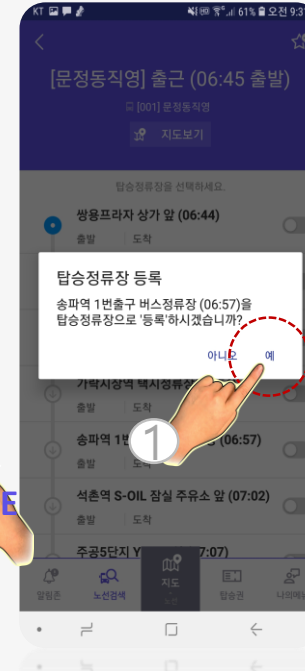 KT 61% 오전 9:3
[문정동직영] 출근 (06:45 출발)
[001] 문정동직영
지도보기
탑승정류장을 선택하세요.
쌍용프라자 상가 앞 (06:44)
출발 도착
탑승정류장 등록
송파역 1번출구 버스정류장 (06:57)을
탑승정류장으로 '등록'하시겠습니까?
아니오 예
가락시장역 택시정류장
출발 도착
1
송파역 1번 (06:57)
출발 도착
석촌역 S-OIL 잠실 주유소 앞 (07:02)
E
출발 도착
주공5단지 7:07)
알림존 노선검색 지도 탑승권 나의메뉴